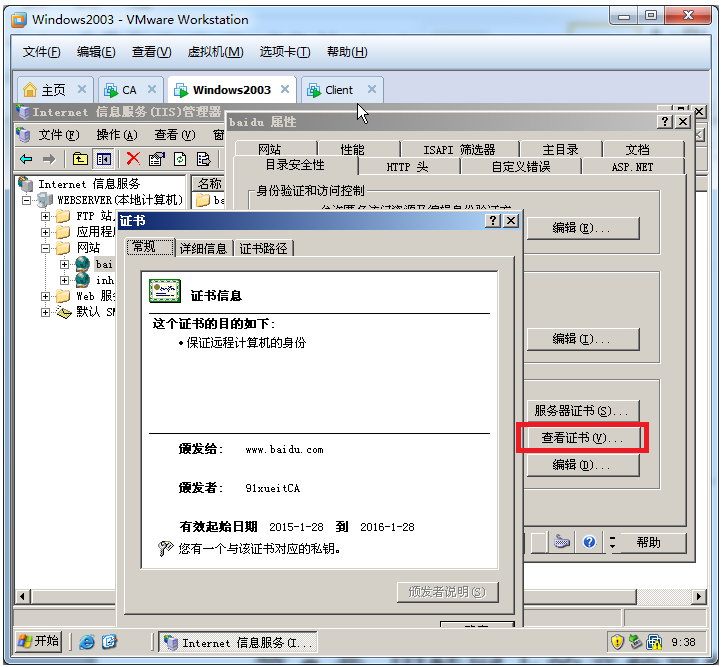 Windows2003 - VMware Workstation
文件(F) 编辑(E) 查看(V) 虚拟机(M) 选项卡(T) 帮助(H)
主页 CA Windows2003 Client
Internet 信息服务(IIS)管理器
文件(F) 操作(A) 查看(V)
baidu 属性
网站 性能 ISAPI 筛选器 主目录 文档
目录安全性 HTTP 头 自定义错误 ASP.NET
Internet 信息服务
名称
WEBSERVER(本地计算机)
ba
FTP 站
应用程
网站
bai
inh
Web 服
默认 SM
身份验证和访问控制
编辑(E)...
编辑(I)...
服务器证书(S)...
查看证书(V)...
编辑(D)...
帮助
证书
常规 详细信息 证书路径
证书信息
这个证书的目的如下:
•保证远程计算机的身份
颁发给: www.baidu.com
颁发者: 91xueitCA
有效起始日期 2015-1-28 到 2016-1-28
您有一个与该证书对应的私钥。
颁发者说明(S)
开始 Internet 信息服务(I... 9:38